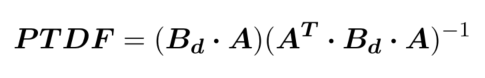 PTDF = (B_d · A)(A^T · B_d · A)^{-1}